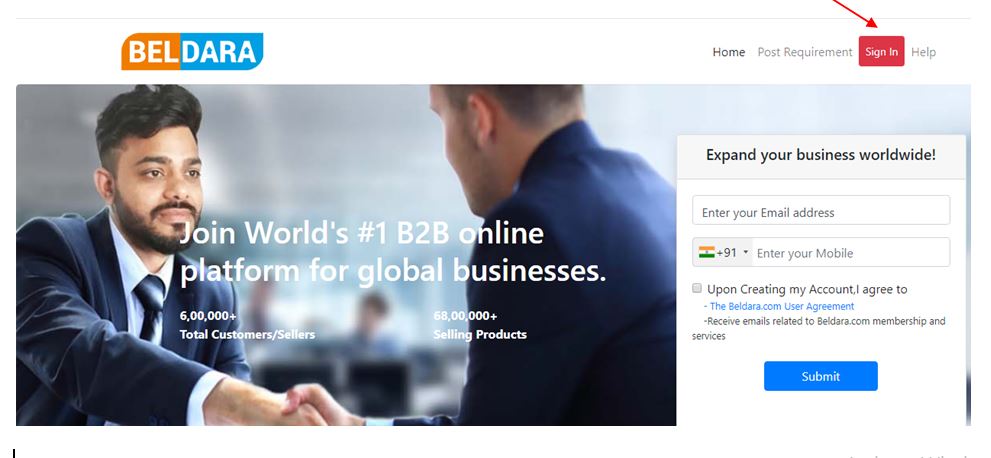 BELDARA
Home Post Requirement Sign In Help
Expand your business worldwide!
Enter your Email address
+91 Enter your Mobile
Upon Creating my Account,I agree to
- The Beldara.com User Agreement
-Receive emails related to Beldara.com membership and
services
Submit
Join World's #1 B2B online
platform for global businesses.
6,00,000+ 68,00,000+
Total Customers/Sellers Selling Products